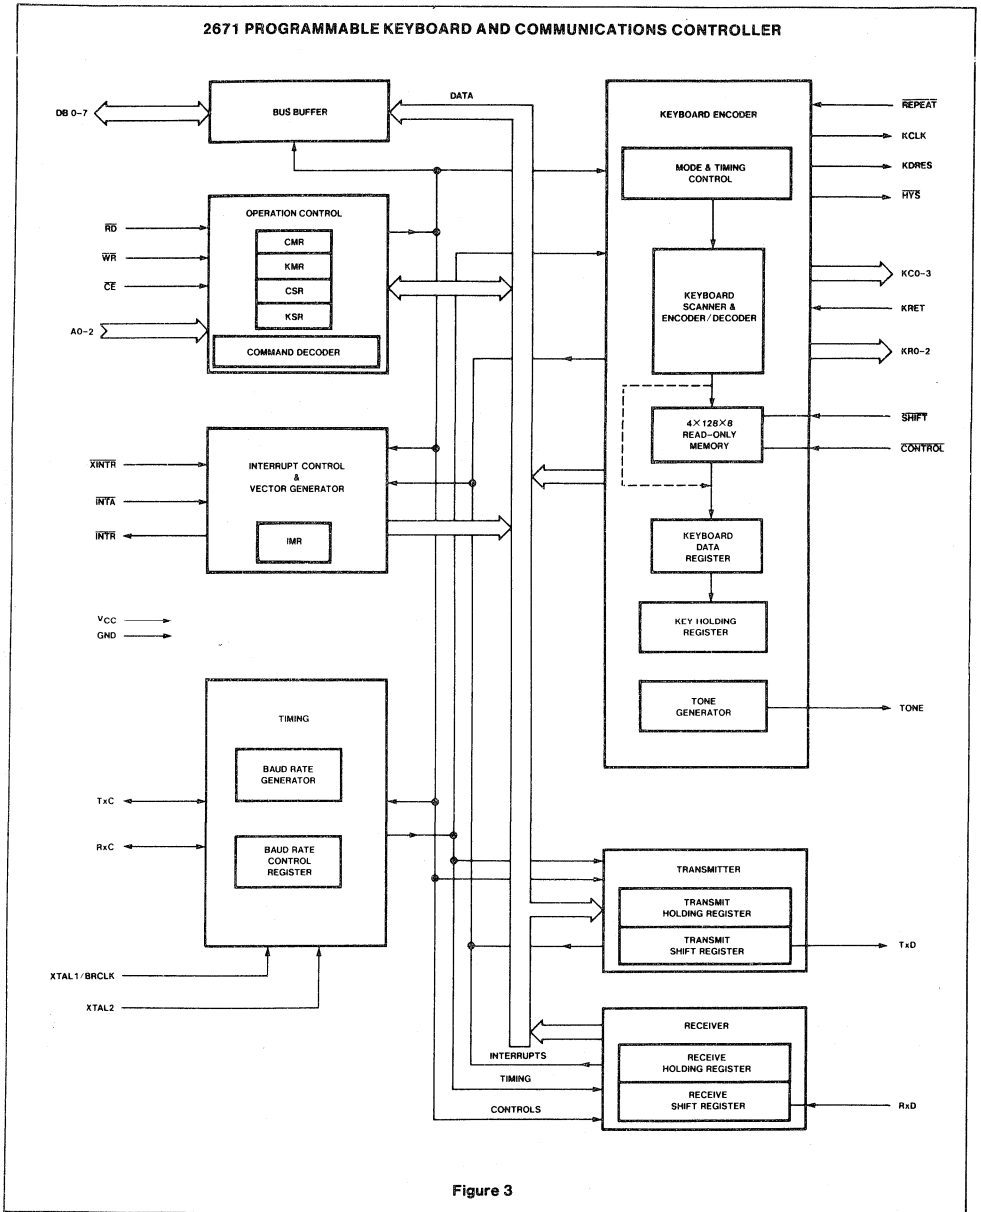 2671 PROGRAMMABLE KEYBOARD AND COMMUNICATIONS CONTROLLER
DB 0-7
BUS BUFFER
DATA
OPERATION CONTROL
CMR
KMR
CSR
KSR
COMMAND DECODER
RD
WR
CE
A0-2
XINTR
INTA
INTR
INTERRUPT CONTROL
&
VECTOR GENERATOR
IMR
VCC
GND
TIMING
BAUD RATE
GENERATOR
BAUD RATE
CONTROL
REGISTER
TxC
RxC
XTAL1/BRCLK
XTAL2
KEYBOARD ENCODER
MODE & TIMING
CONTROL
KEYBOARD
SCANNER &
ENCODER/DECODER
4×128×8
READ-ONLY
MEMORY
KEYBOARD
DATA
REGISTER
KEY HOLDING
REGISTER
TONE
GENERATOR
REPEAT
KCLK
KDRES
HYS
KC0-3
KRET
KR0-2
SHIFT
CONTROL
TONE
TRANSMITTER
TRANSMIT
HOLDING REGISTER
TRANSMIT
SHIFT REGISTER
TxD
RECEIVER
RECEIVE
HOLDING REGISTER
RECEIVE
SHIFT REGISTER
RxD
INTERRUPTS
TIMING
CONTROLS
Figure 3